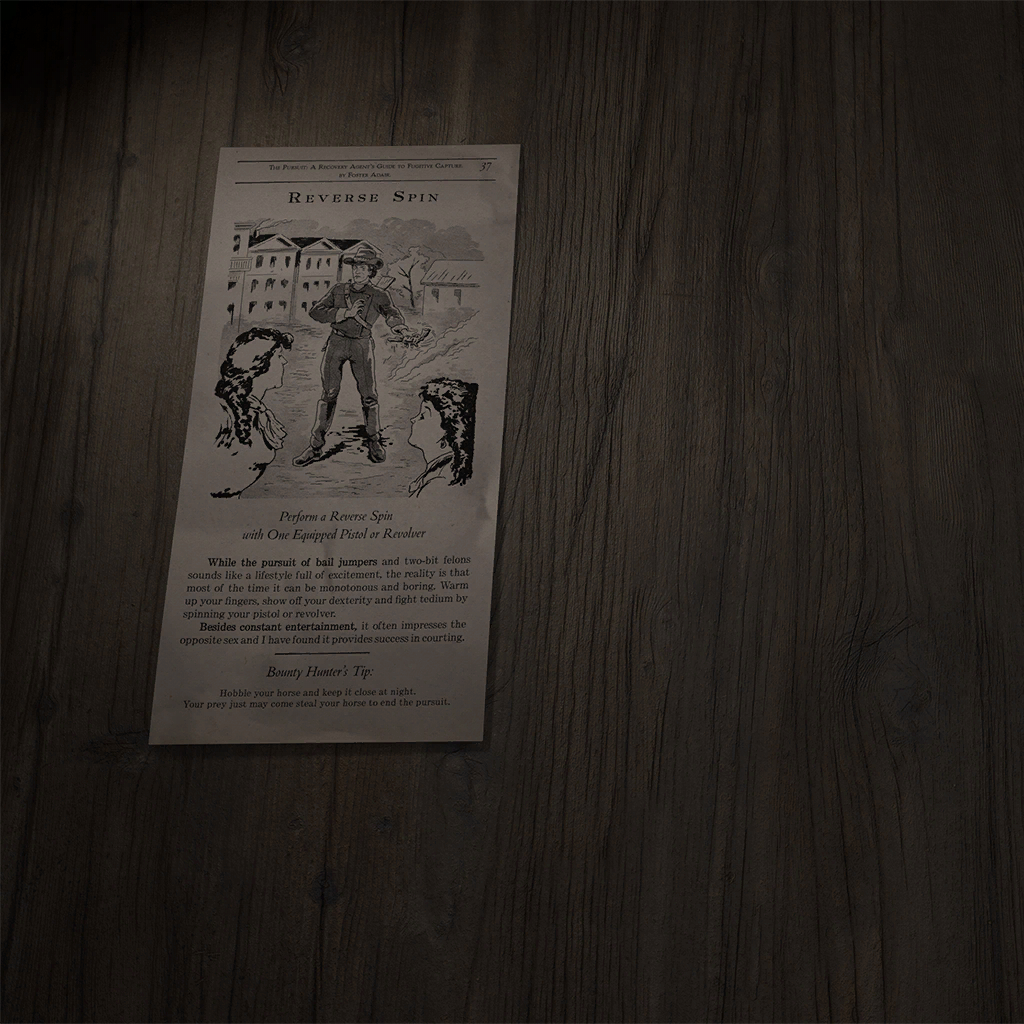 The Pursuit: A Recovery Agent's Guide to Fugitive Capture 37
by Foster Adair
Reverse Spin
Perform a Reverse Spin
with One Equipped Pistol or Revolver
While the pursuit of bail jumpers and two-bit felons
sounds like a lifestyle full of excitement, the reality is that
most of the time it can be monotonous and boring. Warm
up your fingers, show off your dexterity and fight tedium by
spinning your pistol or revolver.
Besides constant entertainment, it often impresses the
opposite sex and I have found it provides success in courting.
Bounty Hunter's Tip:
Hobble your horse and keep it close at night.
Your prey just may come steal your horse to end the pursuit.